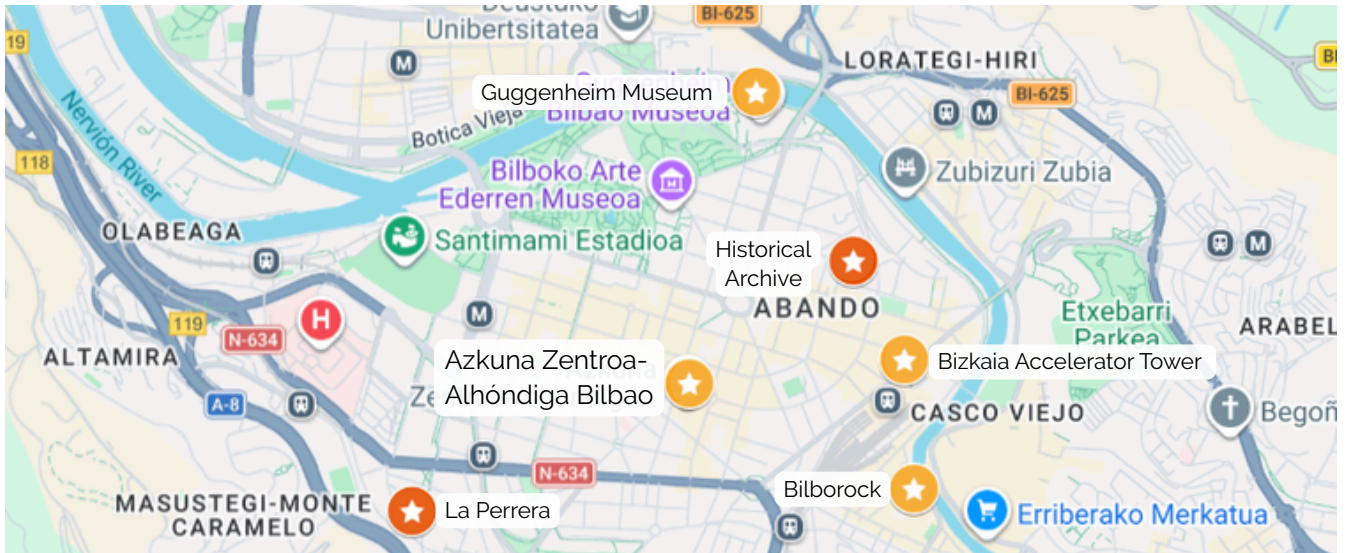 Deustuko
Unibertsitatea
BI-625
19
M
LORATEGI-HIRI
Guggenheim Museum
Guggenheim
Bilbao Museoa
BI-625
M
Nervión River
Botica Vieja
118
Bilboko Arte
Ederren Museoa
Zubizuri Zubia
OLABEAGA
Santimami Estadioa
Historical
Archive
M
ABANDO
M
H
119
N-634
Etxebarri
Parkea
ALTAMIRA
Azkuna Zentroa-
Alhóndiga Bilbao
Bizkaia Accelerator Tower
A-8
CASCO VIEJO
N-634
MASUSTEGI-MONTE
CARAMELO
La Perrera
Bilborock
Erriberako Merkatua